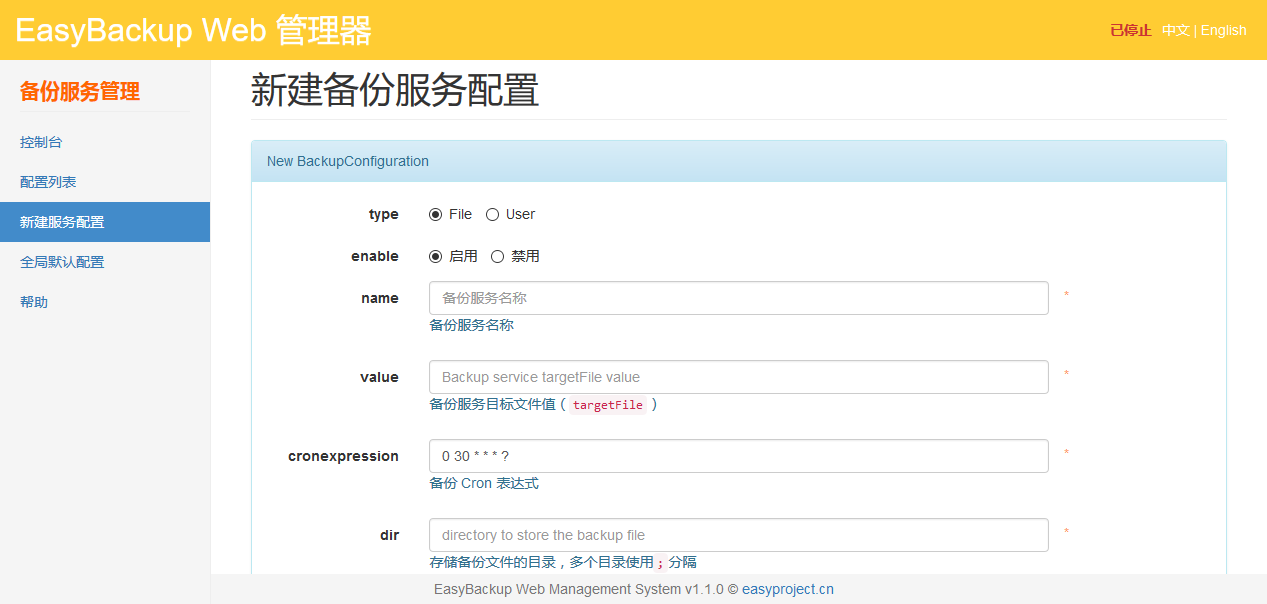 EasyBackup Web 管理器
已停止 中文 | English
备份服务管理
控制台
配置列表
新建服务配置
全局默认配置
帮助
新建备份服务配置
New BackupConfiguration
type File User
enable 启用 禁用
name 备份服务名称 *
备份服务名称
value Backup service targetFile value *
备份服务目标文件值（ targetFile ）
cronexpression 0 30 * * * ? *
备份 Cron 表达式
dir directory to store the backup file *
存储备份文件的目录，多个目录使用 ; 分隔
EasyBackup Web Management System v1.1.0 © easyproject.cn